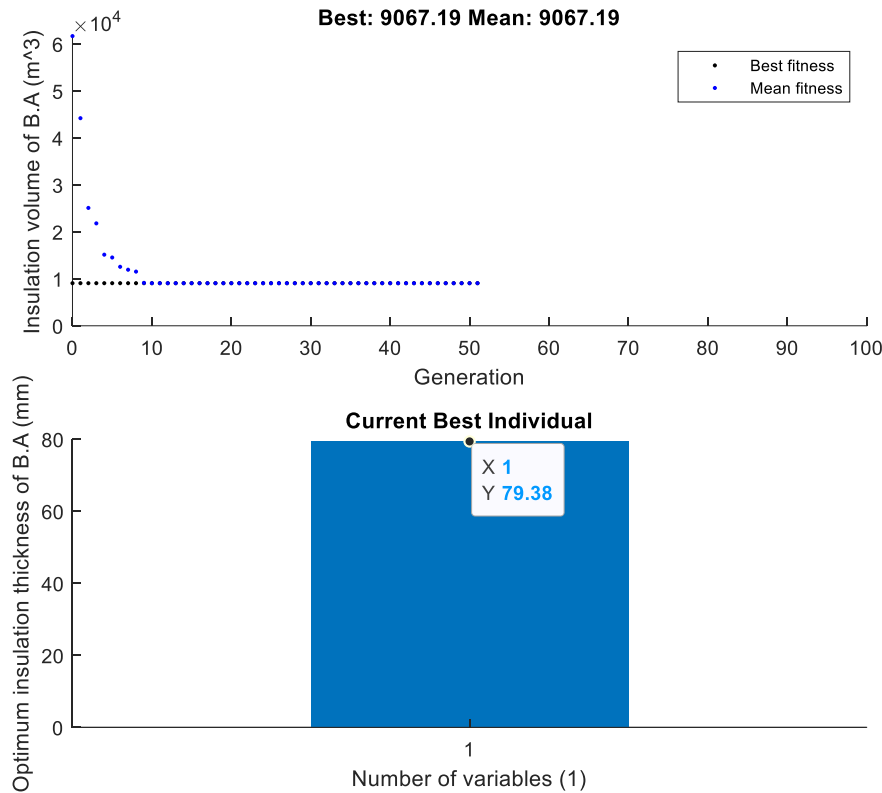 Best: 9067.19 Mean: 9067.19
×10^4
Insulation volume of B.A (m^3)
6
5
4
3
2
1
0
Best fitness
Mean fitness
0 10 20 30 40 50 60 70 80 90 100
Generation
Current Best Individual
Optimum insulation thickness of B.A (mm)
80
60
40
20
0
X 1
Y 79.38
1
Number of variables (1)